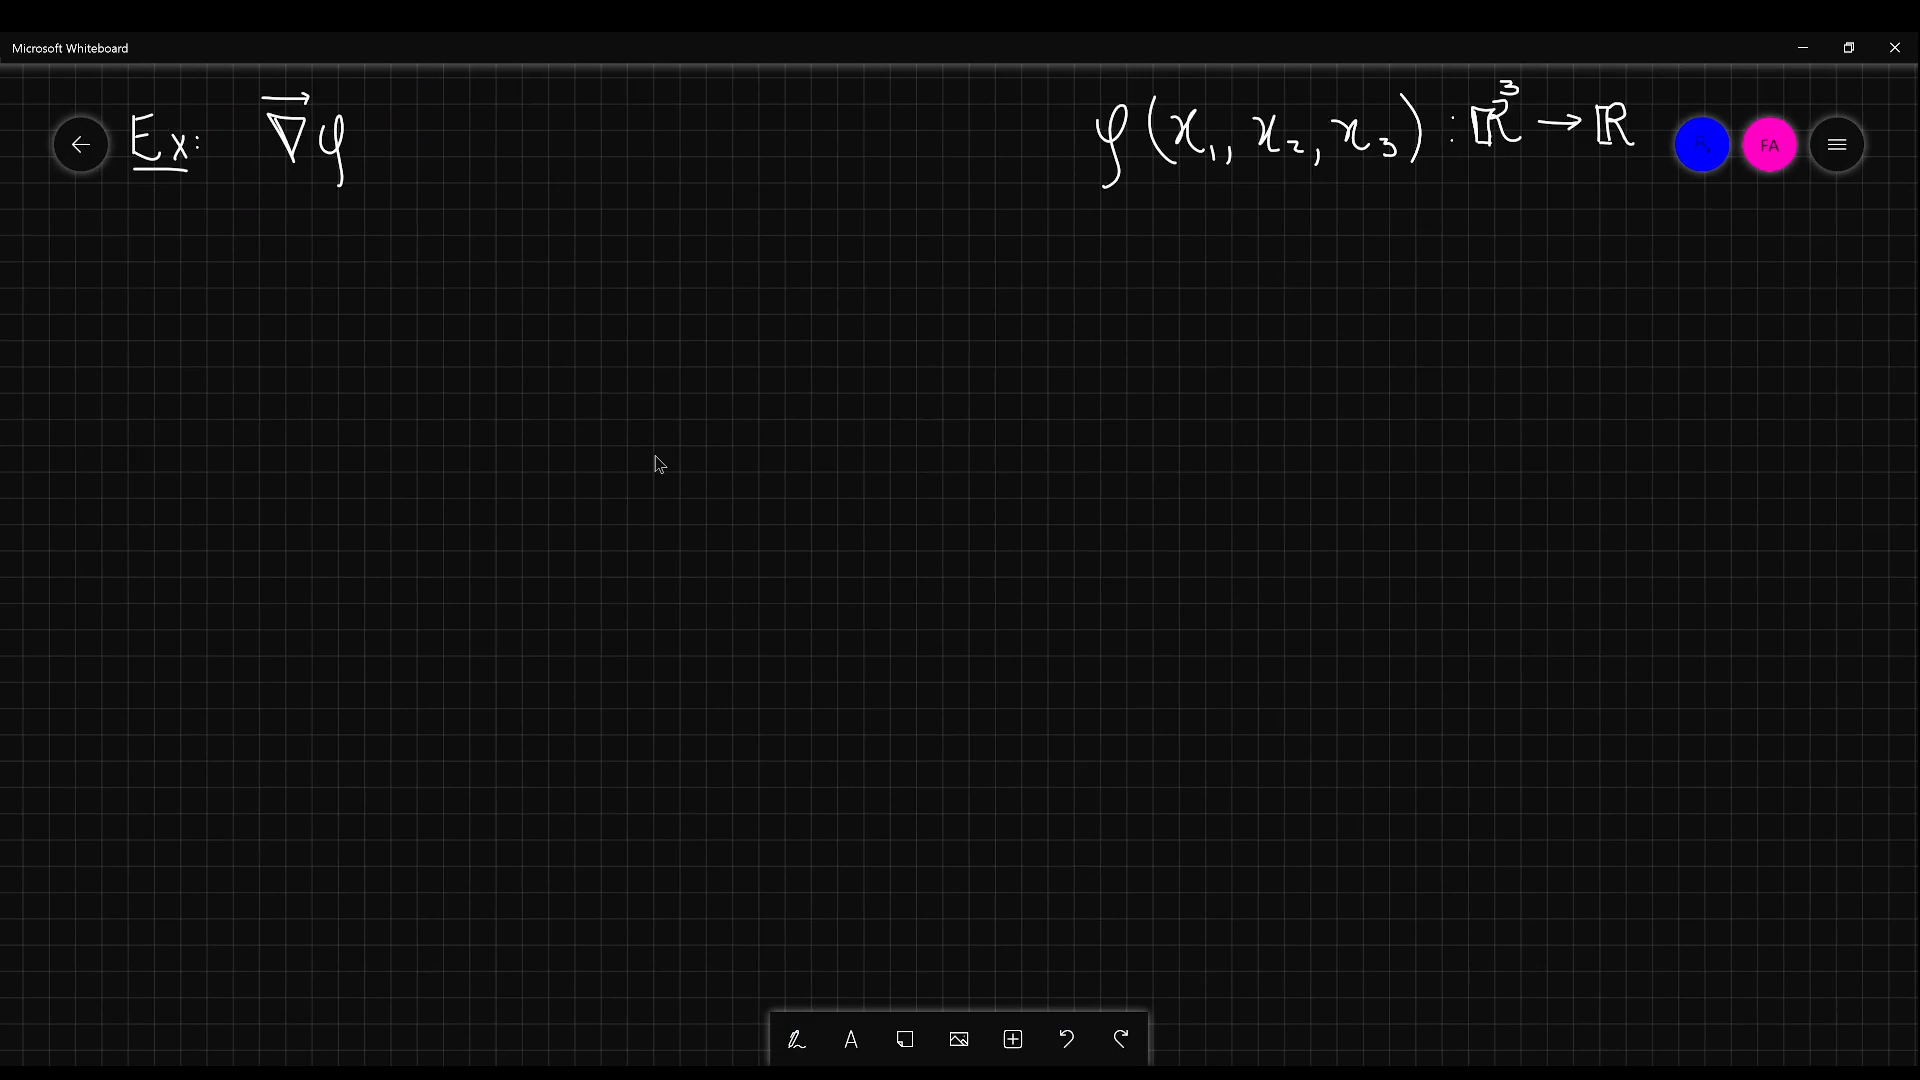 Microsoft Whiteboard
Ex: ∇⃗φ φ(x₁, x₂, x₃) : ℝ³ → ℝ
FA
A